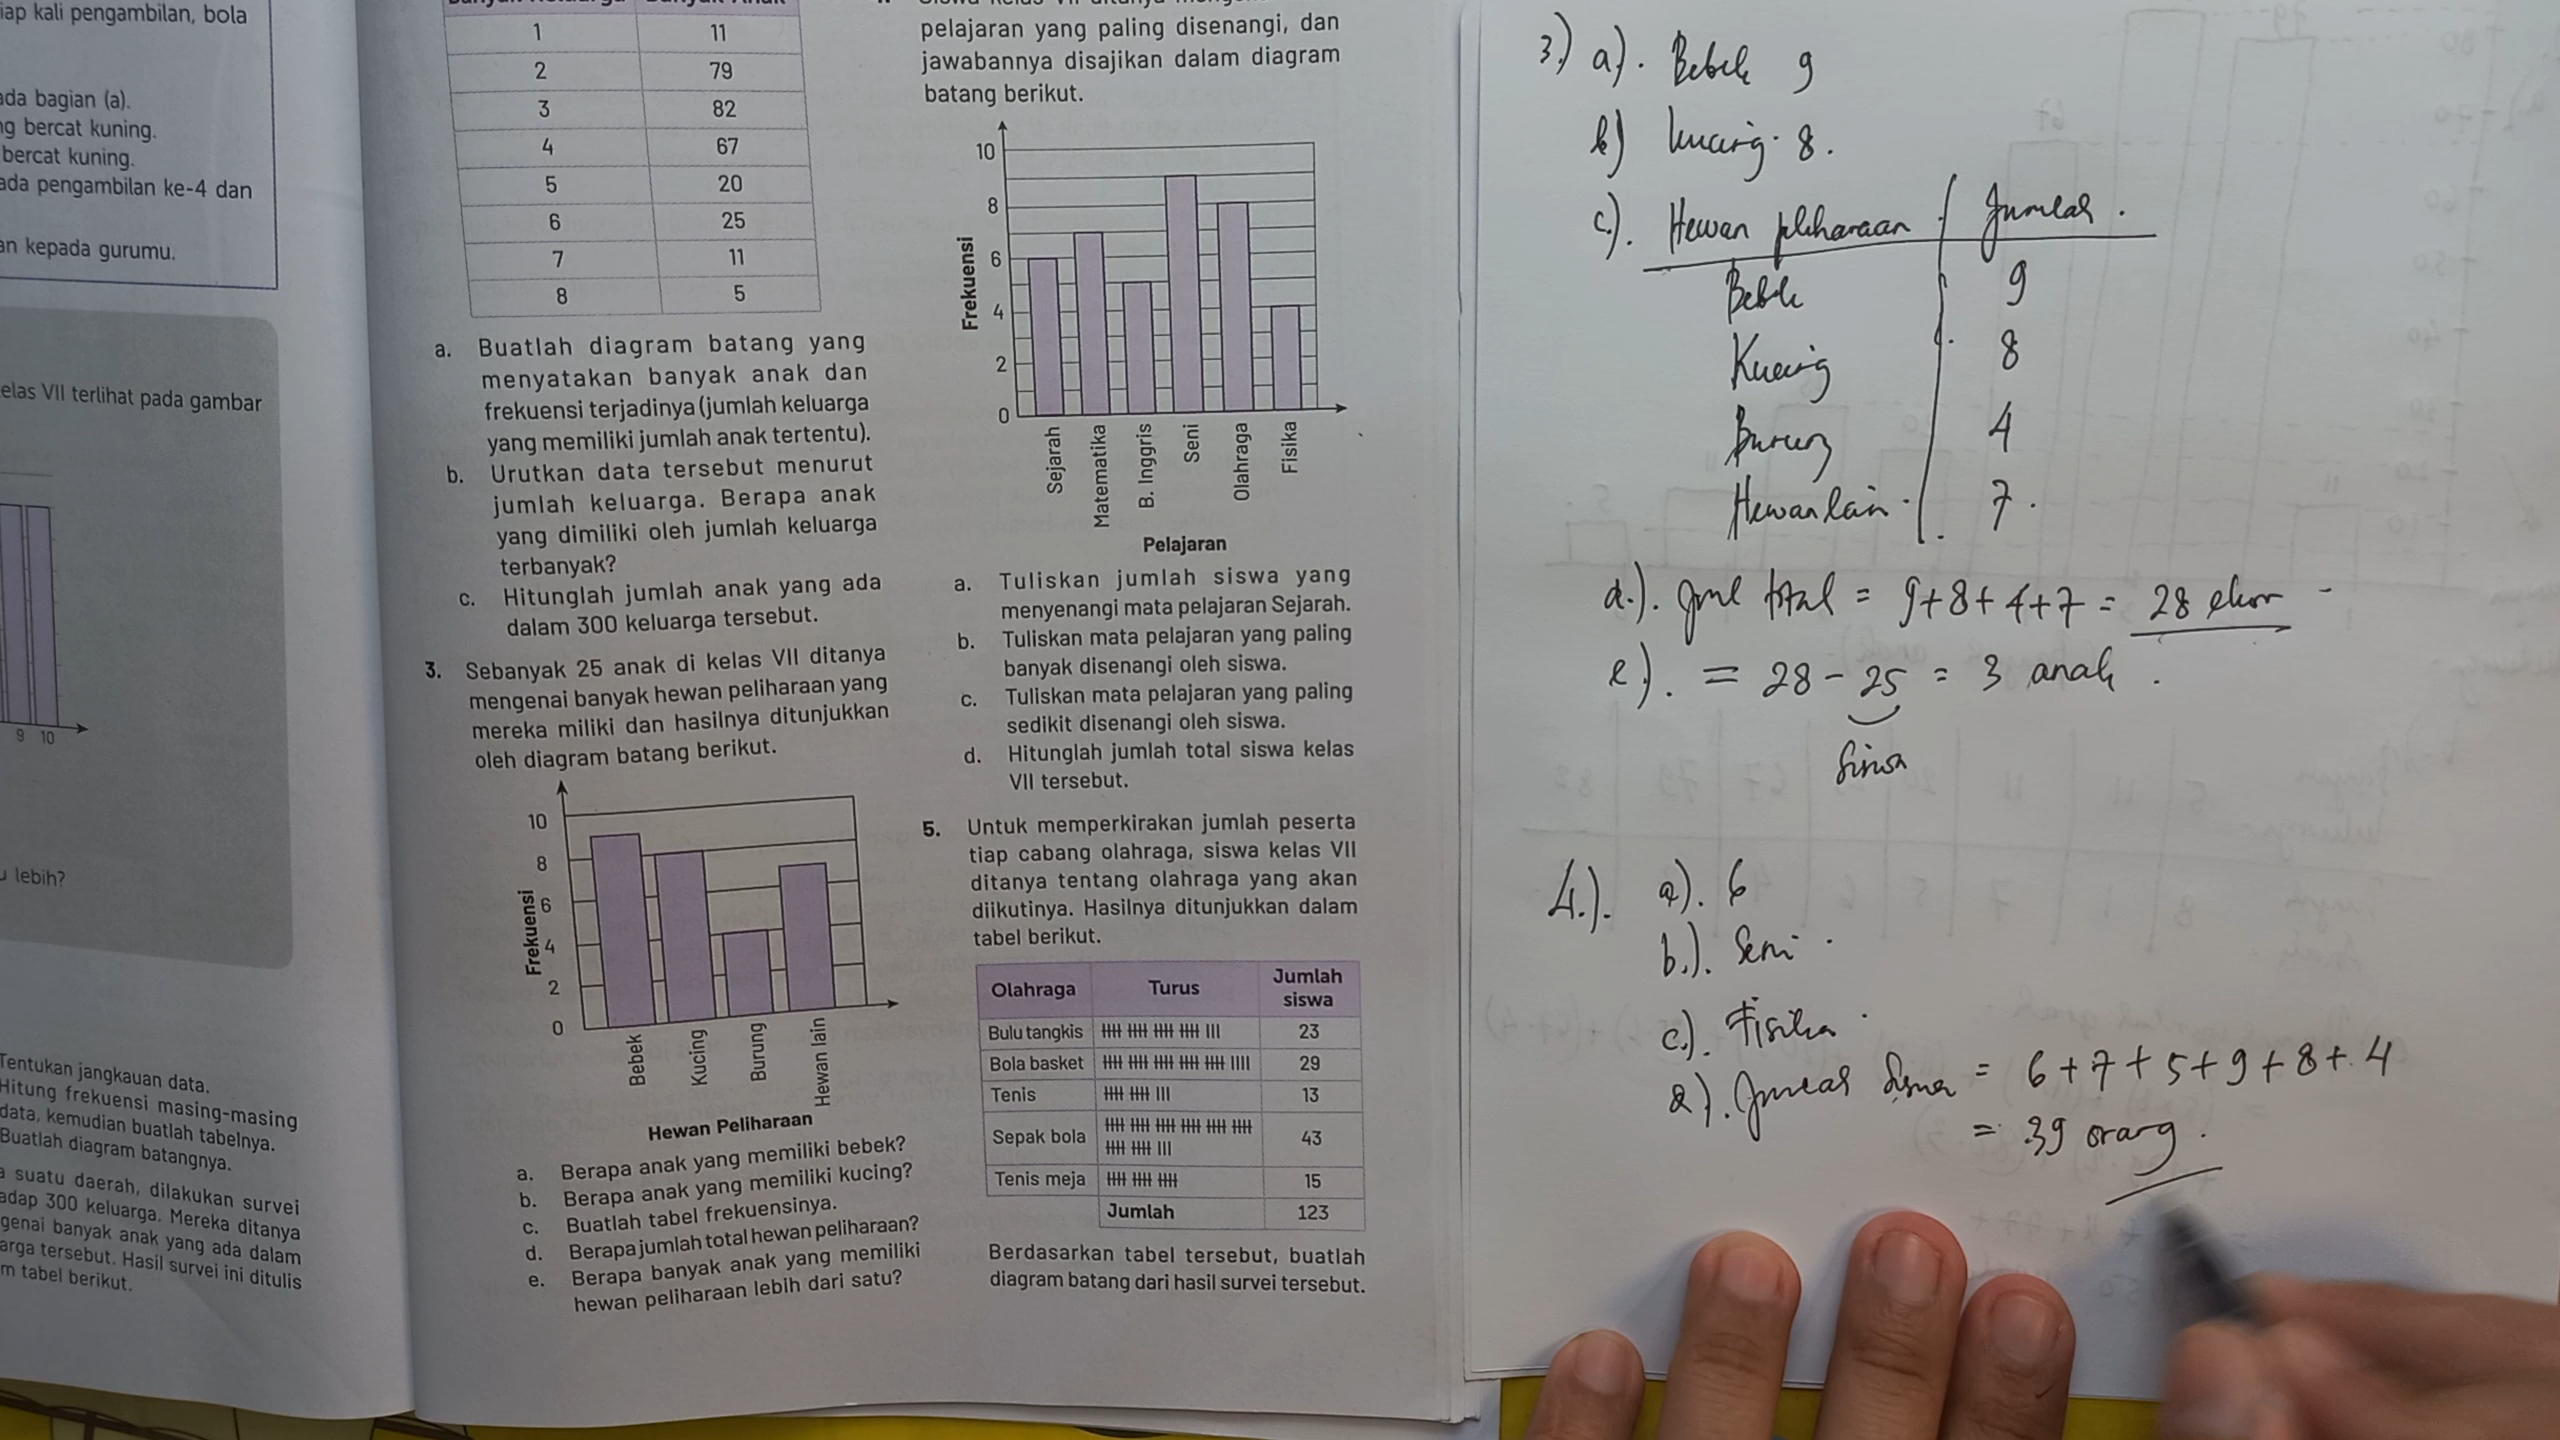 iap kali pengambilan, bola
ada bagian (a).
ng bercat kuning.
bercat kuning.
ada pengambilan ke-4 dan
an kepada gurumu.
elas VII terlihat pada gambar
9 10
u lebih?
Tentukan jangkauan data.
Hitung frekuensi masing-masing
data, kemudian buatlah tabelnya.
Buatlah diagram batangnya.
a suatu daerah, dilakukan survei
adap 300 keluarga. Mereka ditanya
genai banyak anak yang ada dalam
arga tersebut. Hasil survei ini ditulis
m tabel berikut.
1 11
2 79
3 82
4 67
5 20
6 25
7 11
8 5
a. Buatlah diagram batang yang
menyatakan banyak anak dan
frekuensi terjadinya (jumlah keluarga
yang memiliki jumlah anak tertentu).
b. Urutkan data tersebut menurut
jumlah keluarga. Berapa anak
yang dimiliki oleh jumlah keluarga
terbanyak?
c. Hitunglah jumlah anak yang ada
dalam 300 keluarga tersebut.
3. Sebanyak 25 anak di kelas VII ditanya
mengenai banyak hewan peliharaan yang
mereka miliki dan hasilnya ditunjukkan
oleh diagram batang berikut.
10
8
6
4
2
0
Frekuensi
Bebek
Kucing
Burung
Hewan lain
Hewan Peliharaan
a. Berapa anak yang memiliki bebek?
b. Berapa anak yang memiliki kucing?
c. Buatlah tabel frekuensinya.
d. Berapa jumlah total hewan peliharaan?
e. Berapa banyak anak yang memiliki
hewan peliharaan lebih dari satu?
pelajaran yang paling disenangi, dan
jawabannya disajikan dalam diagram
batang berikut.
10
8
6
4
2
0
Frekuensi
Sejarah
Matematika
B. Inggris
Seni
Olahraga
Fisika
Pelajaran
a. Tuliskan jumlah siswa yang
menyenangi mata pelajaran Sejarah.
b. Tuliskan mata pelajaran yang paling
banyak disenangi oleh siswa.
c. Tuliskan mata pelajaran yang paling
sedikit disenangi oleh siswa.
d. Hitunglah jumlah total siswa kelas
VII tersebut.
5. Untuk memperkirakan jumlah peserta
tiap cabang olahraga, siswa kelas VII
ditanya tentang olahraga yang akan
diikutinya. Hasilnya ditunjukkan dalam
tabel berikut.
Olahraga Turus Jumlah siswa
Bulu tangkis 23
Bola basket 29
Tenis 13
Sepak bola 43
Tenis meja 15
Jumlah 123
Berdasarkan tabel tersebut, buatlah
diagram batang dari hasil survei tersebut.
3.) a). Bebek 9
b) kucing 8.
c). Hewan peliharaan Jumlah.
Bebek 9
Kucing 8
Burung 4
Hewan lain 7.
d.). Jml total = 9+8+4+7 = 28 ekor
e). = 28 - 25 = 3 anak.
Siswa
4.). a). 6
b.). Seni.
c). Fisika.
d). Jumlah siswa = 6+7+5+9+8+4
= 39 orang.